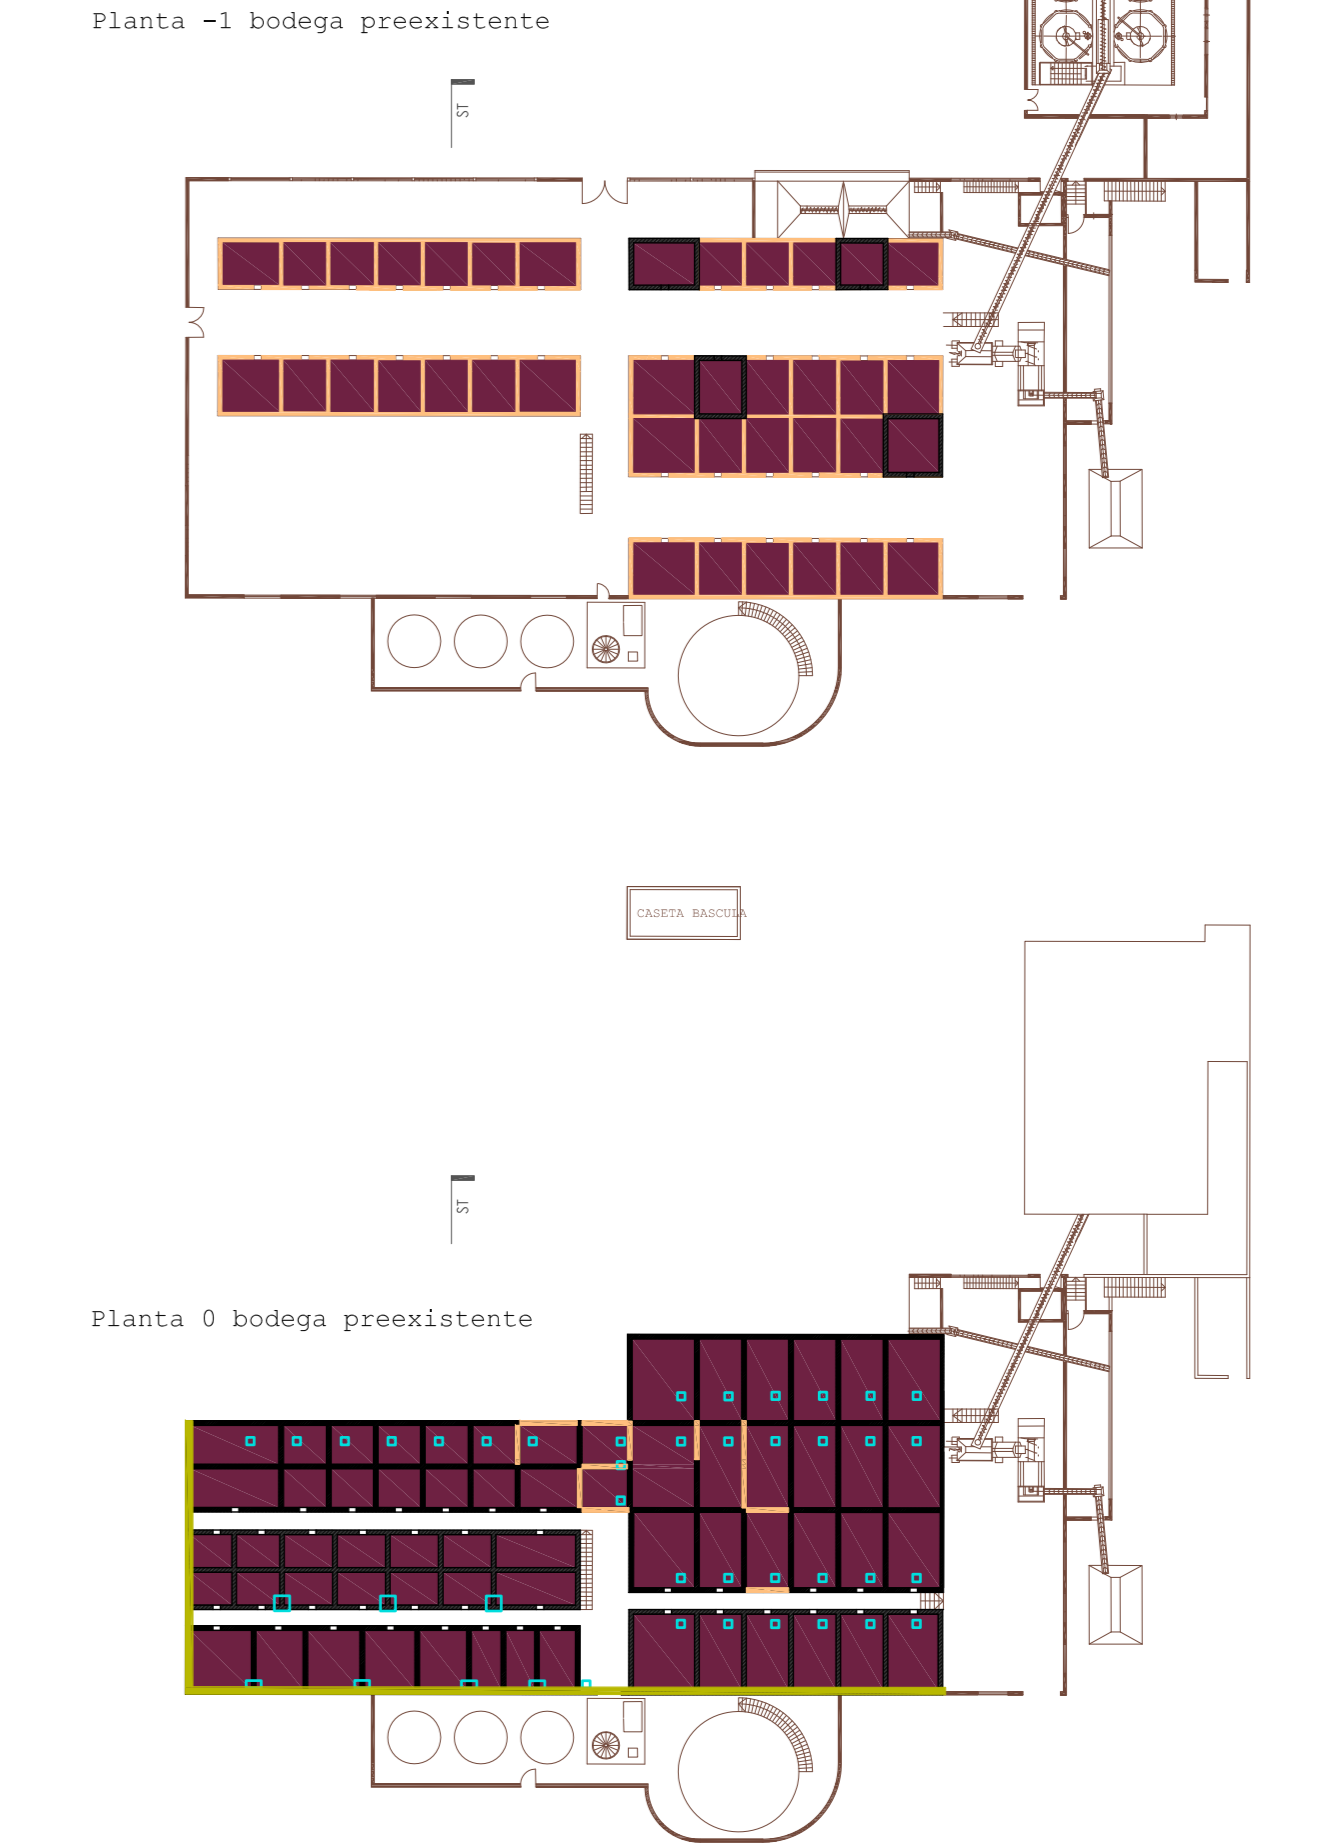 Planta -1 bodega preexistente
ST
CASETA BASCULA
ST
Planta 0 bodega preexistente